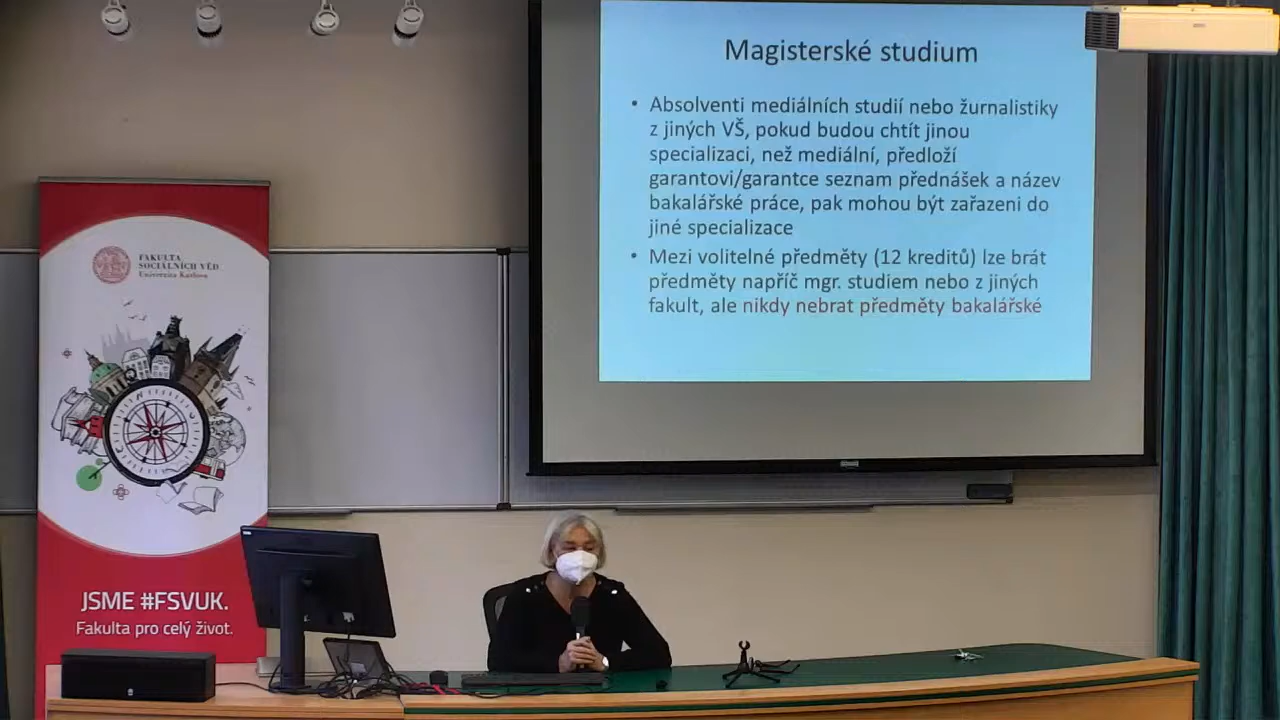 Magisterské studium
• Absolventi mediálních studií nebo žurnalistiky
z jiných VŠ, pokud budou chtít jinou
specializaci, než mediální, předloží
garantovi/garantce seznam přednášek a název
bakalářské práce, pak mohou být zařazeni do
jiné specializace
• Mezi volitelné předměty (12 kreditů) lze brát
předměty napříč mgr. studiem nebo z jiných
fakult, ale nikdy nebrat předměty bakalářské
FAKULTA
SOCIÁLNÍCH VĚD
Univerzita Karlova
JSME #FSVUK.
Fakulta pro celý život.